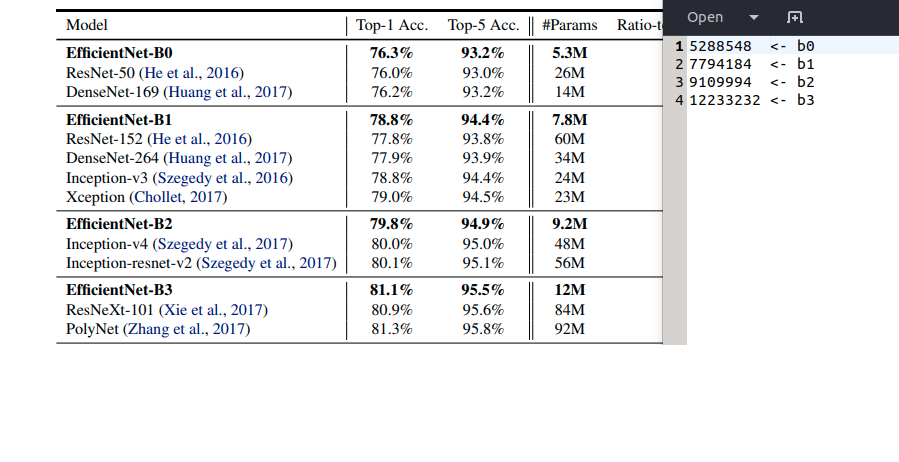 Model Top-1 Acc. Top-5 Acc. #Params
EfficientNet-B0 76.3% 93.2% 5.3M
ResNet-50 (He et al., 2016) 76.0% 93.0% 26M
DenseNet-169 (Huang et al., 2017) 76.2% 93.2% 14M
EfficientNet-B1 78.8% 94.4% 7.8M
ResNet-152 (He et al., 2016) 77.8% 93.8% 60M
DenseNet-264 (Huang et al., 2017) 77.9% 93.9% 34M
Inception-v3 (Szegedy et al., 2016) 78.8% 94.4% 24M
Xception (Chollet, 2017) 79.0% 94.5% 23M
EfficientNet-B2 79.8% 94.9% 9.2M
Inception-v4 (Szegedy et al., 2017) 80.0% 95.0% 48M
Inception-resnet-v2 (Szegedy et al., 2017) 80.1% 95.1% 56M
EfficientNet-B3 81.1% 95.5% 12M
ResNeXt-101 (Xie et al., 2017) 80.9% 95.6% 84M
PolyNet (Zhang et al., 2017) 81.3% 95.8% 92M
Open
1 5288548 <- b0
2 7794184 <- b1
3 9109994 <- b2
4 12233232 <- b3